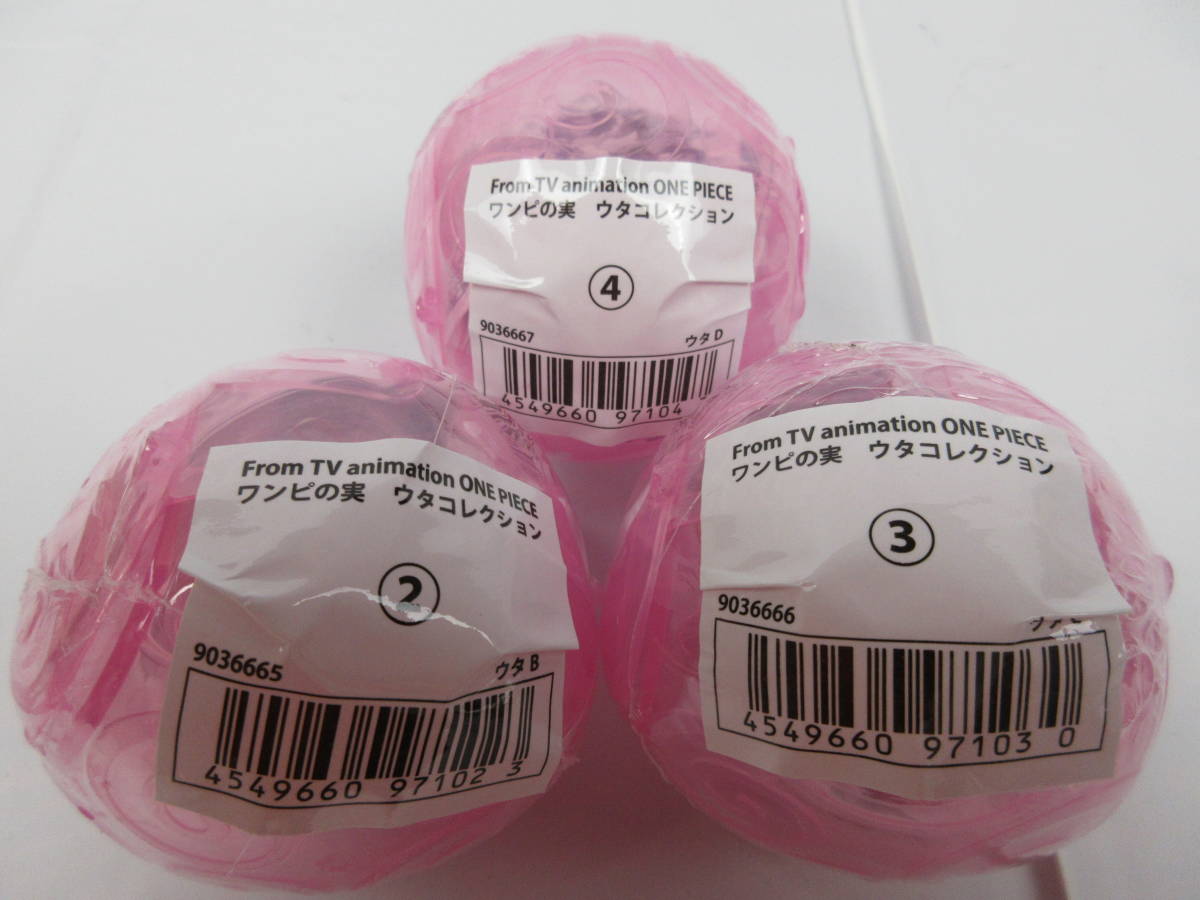 From TV animation ONE PIECE
ワンピの実 ウタコレクション
④
9036667 ウタ D
4549660 97104
From TV animation ONE PIECE
ワンピの実 ウタコレクション
②
9036665 ウタ B
4549660 97102 3
From TV animation ONE PIECE
ワンピの実 ウタコレクション
③
9036666
4549660 97103 0